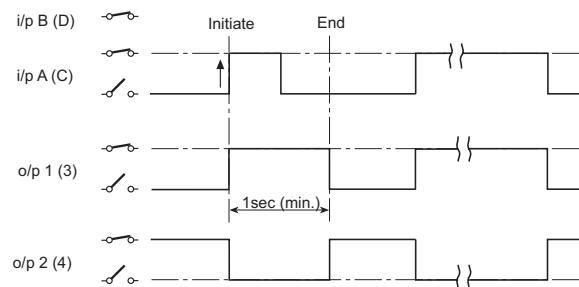 i/p B (D)
Initiate End
i/p A (C)
o/p 1 (3)
1sec (min.)
o/p 2 (4)